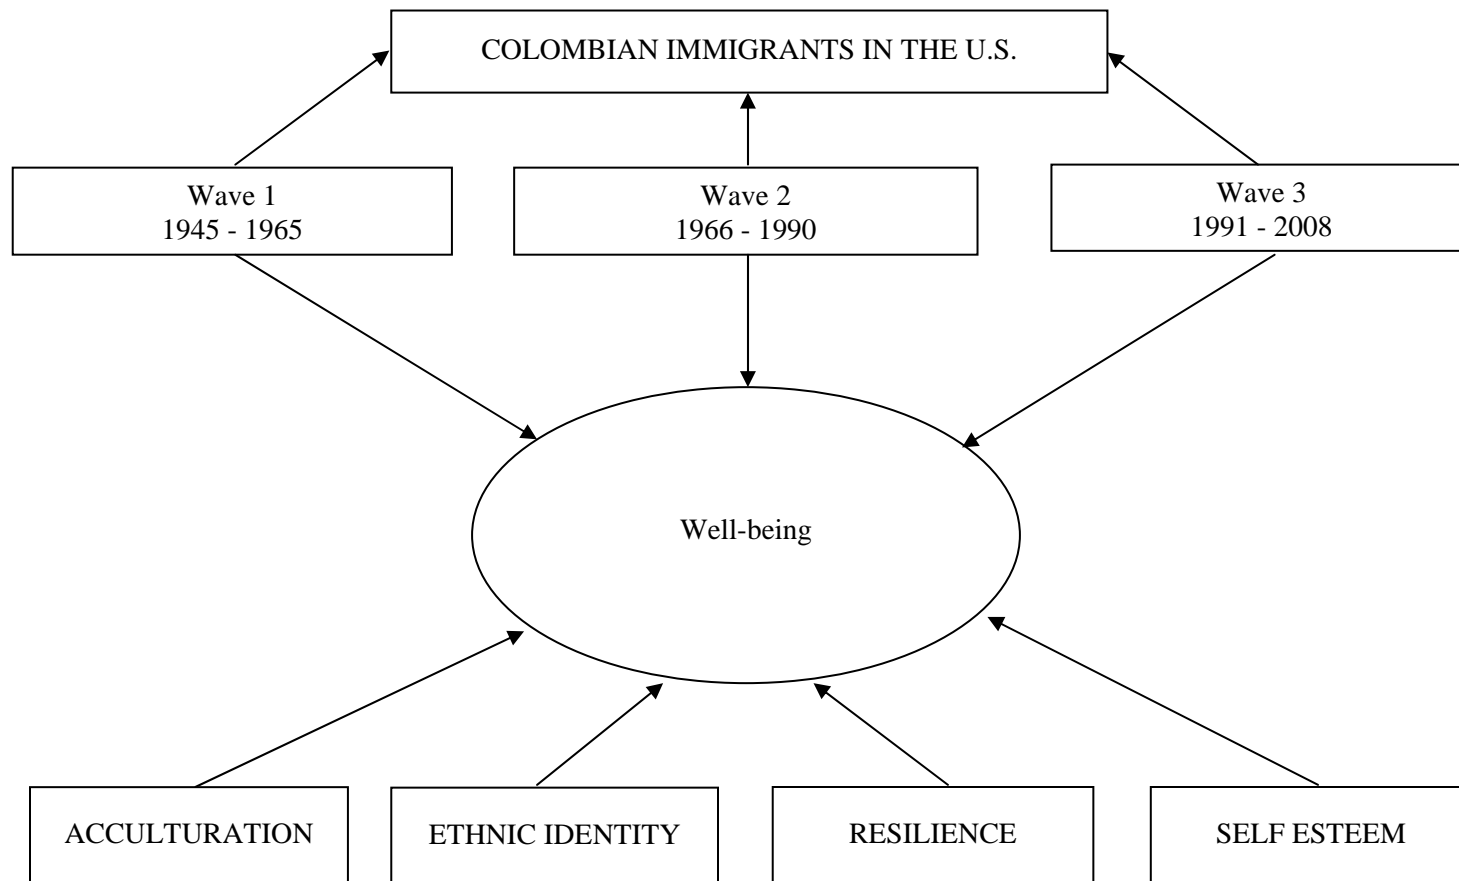 COLOMBIAN IMMIGRANTS IN THE U.S.
Wave 1
1945 - 1965
Wave 2
1966 - 1990
Wave 3
1991 - 2008
Well-being
ACCULTURATION
ETHNIC IDENTITY
RESILIENCE
SELF ESTEEM